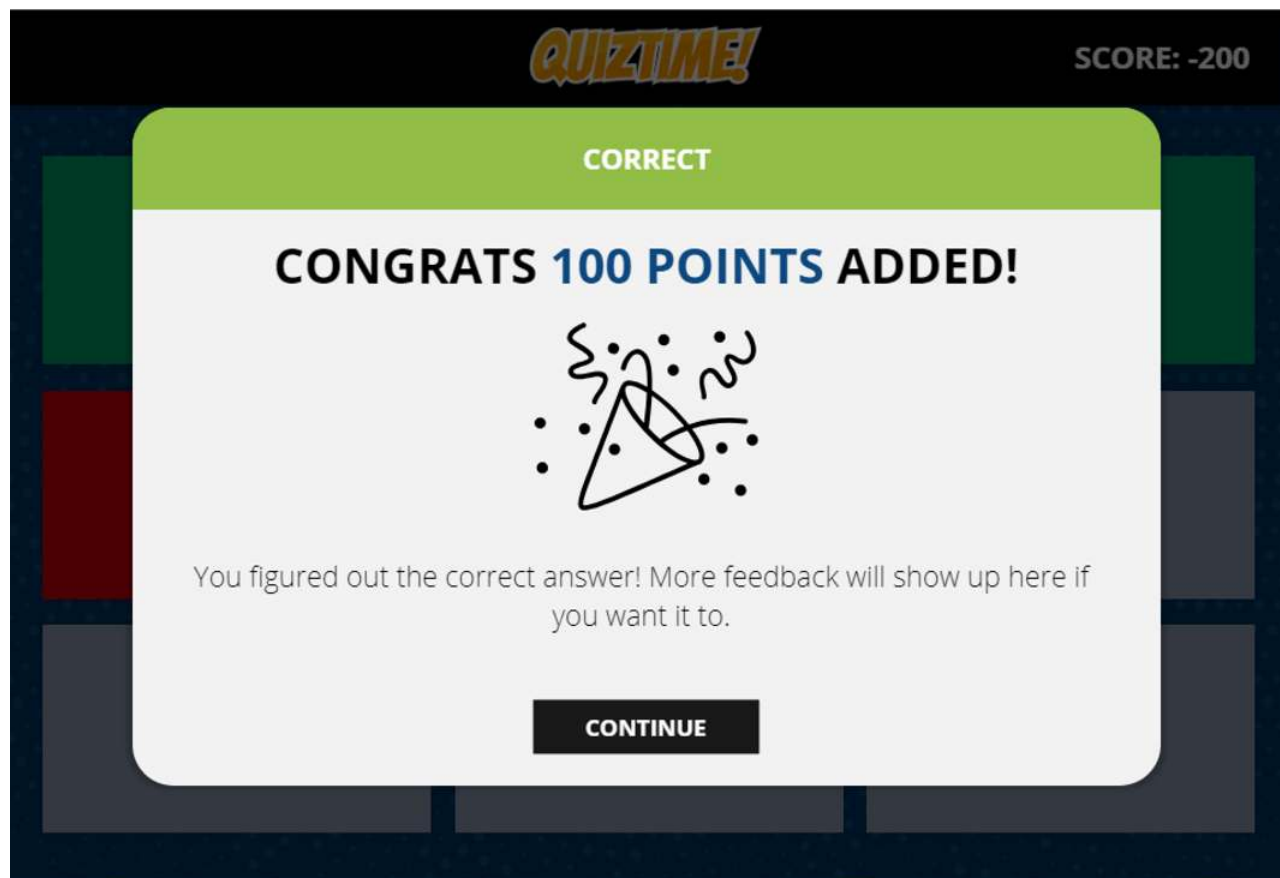 QUIZTIME!
SCORE: -200
CORRECT
CONGRATS 100 POINTS ADDED!
You figured out the correct answer! More feedback will show up here if
you want it to.
CONTINUE